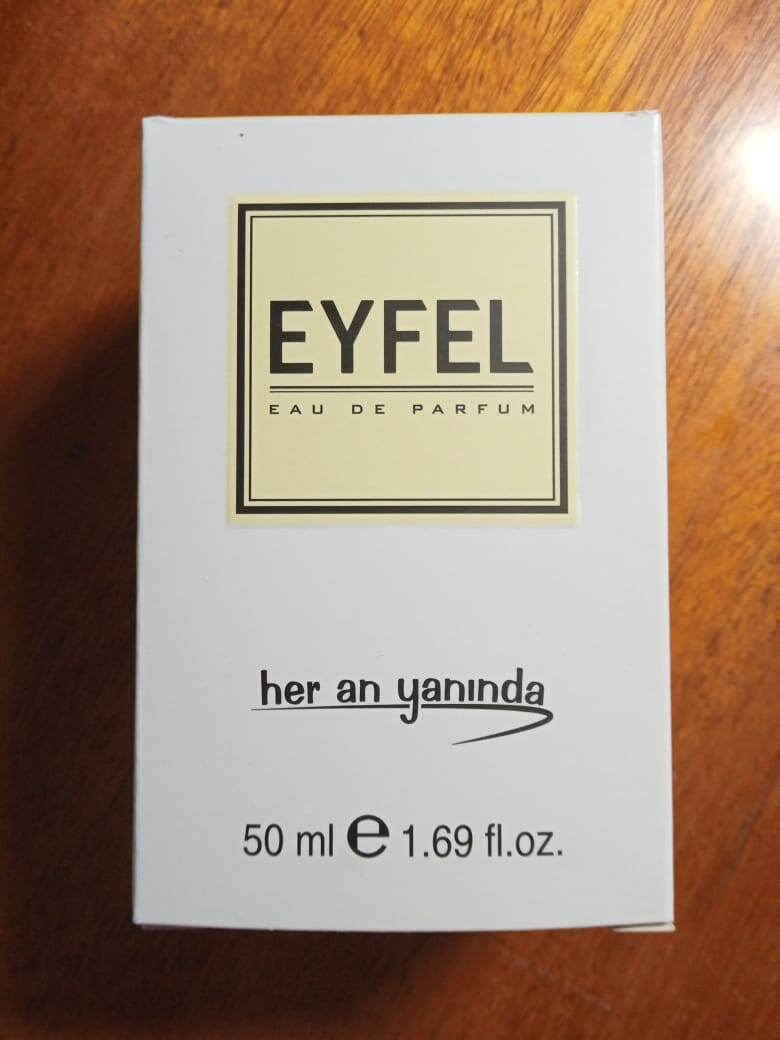 EYFEL
EAU DE PARFUM
her an yanında
50 ml ℮ 1.69 fl.oz.